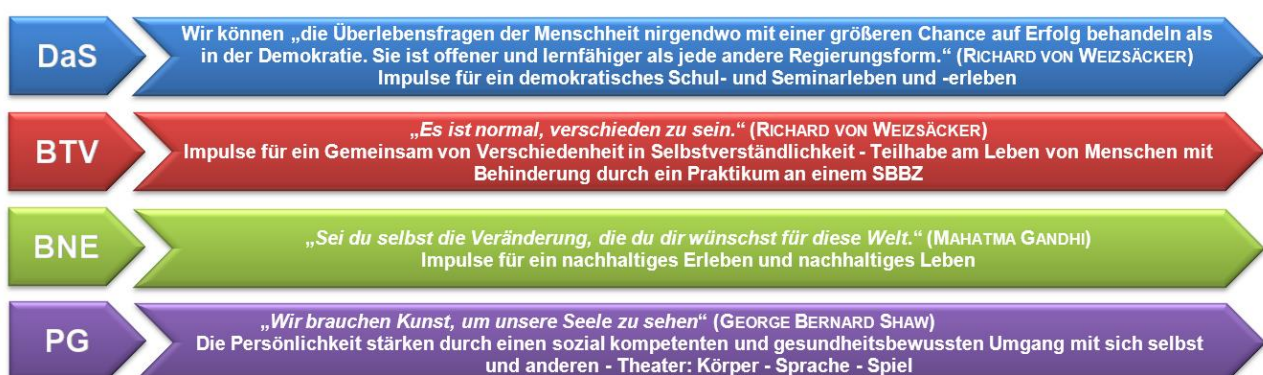 DaS
Wir können „die Überlebensfragen der Menschheit nirgendwo mit einer größeren Chance auf Erfolg behandeln als
in der Demokratie. Sie ist offener und lernfähiger als jede andere Regierungsform.“ (RICHARD VON WEIZSÄCKER)
Impulse für ein demokratisches Schul- und Seminarleben und -erleben
BTV
„Es ist normal, verschieden zu sein.“ (RICHARD VON WEIZSÄCKER)
Impulse für ein Gemeinsam von Verschiedenheit in Selbstverständlichkeit - Teilhabe am Leben von Menschen mit
Behinderung durch ein Praktikum an einem SBBZ
BNE
„Sei du selbst die Veränderung, die du dir wünschst für diese Welt.“ (MAHATMA GANDHI)
Impulse für ein nachhaltiges Erleben und nachhaltiges Leben
PG
„Wir brauchen Kunst, um unsere Seele zu sehen“ (GEORGE BERNARD SHAW)
Die Persönlichkeit stärken durch einen sozial kompetenten und gesundheitsbewussten Umgang mit sich selbst
und anderen - Theater: Körper - Sprache - Spiel